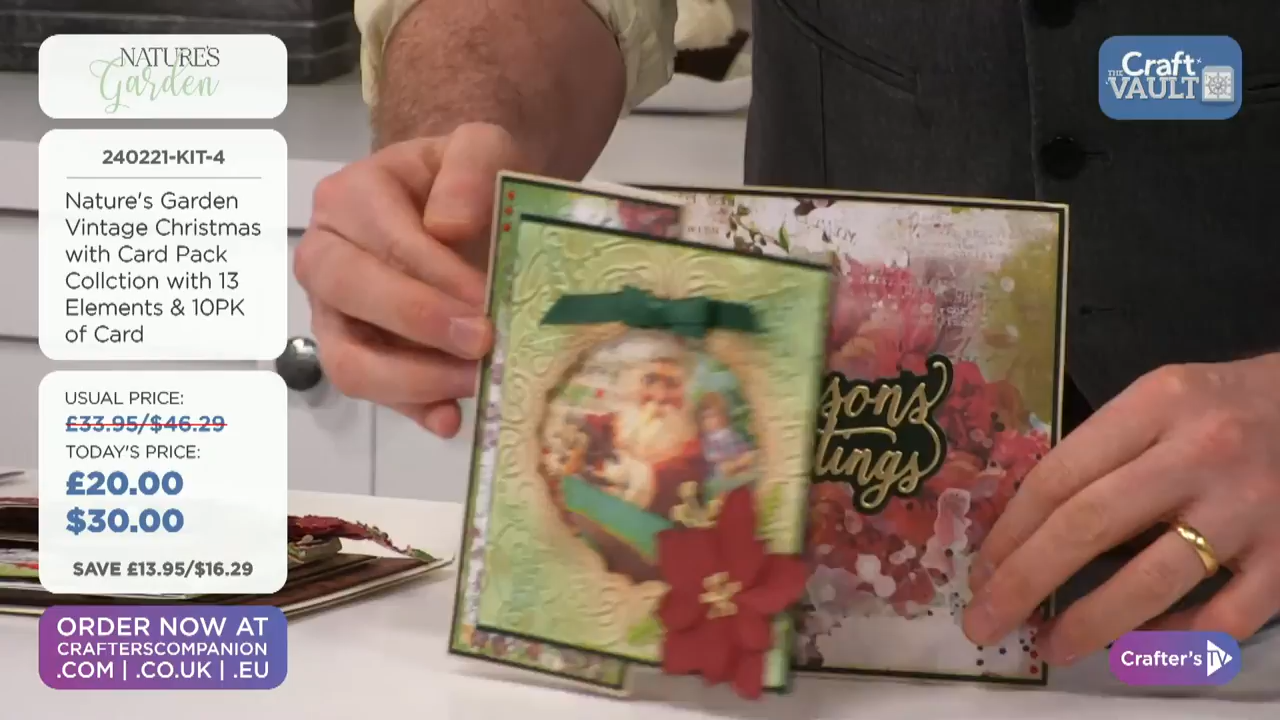 NATURE'S
Garden
240221-KIT-4
Nature's Garden
Vintage Christmas
with Card Pack
Collction with 13
Elements & 10PK
of Card
USUAL PRICE:
£33.95/$46.29
TODAY'S PRICE:
£20.00
$30.00
SAVE £13.95/$16.29
ORDER NOW AT
CRAFTERSCOMPANION
.COM | .CO.UK | .EU
THE Craft
VAULT
sons
tings
Crafter's TV